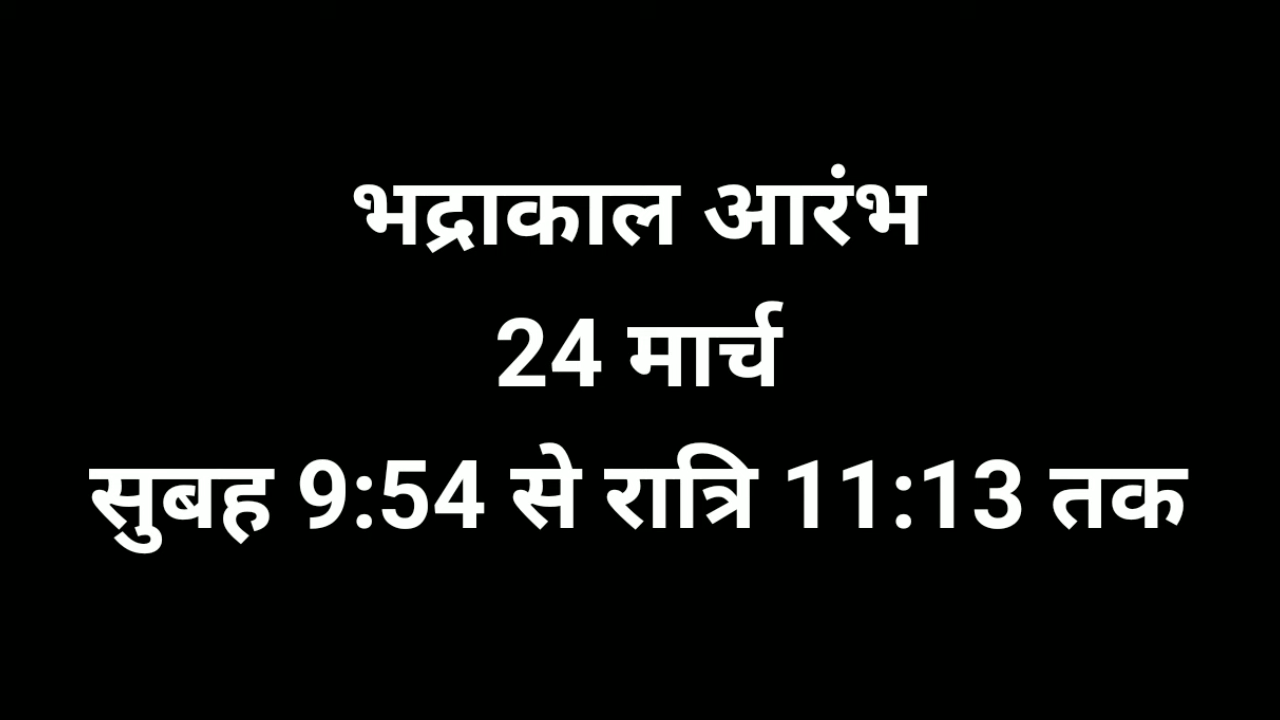 भद्राकाल आरंभ
24 मार्च
सुबह 9:54 से रात्रि 11:13 तक